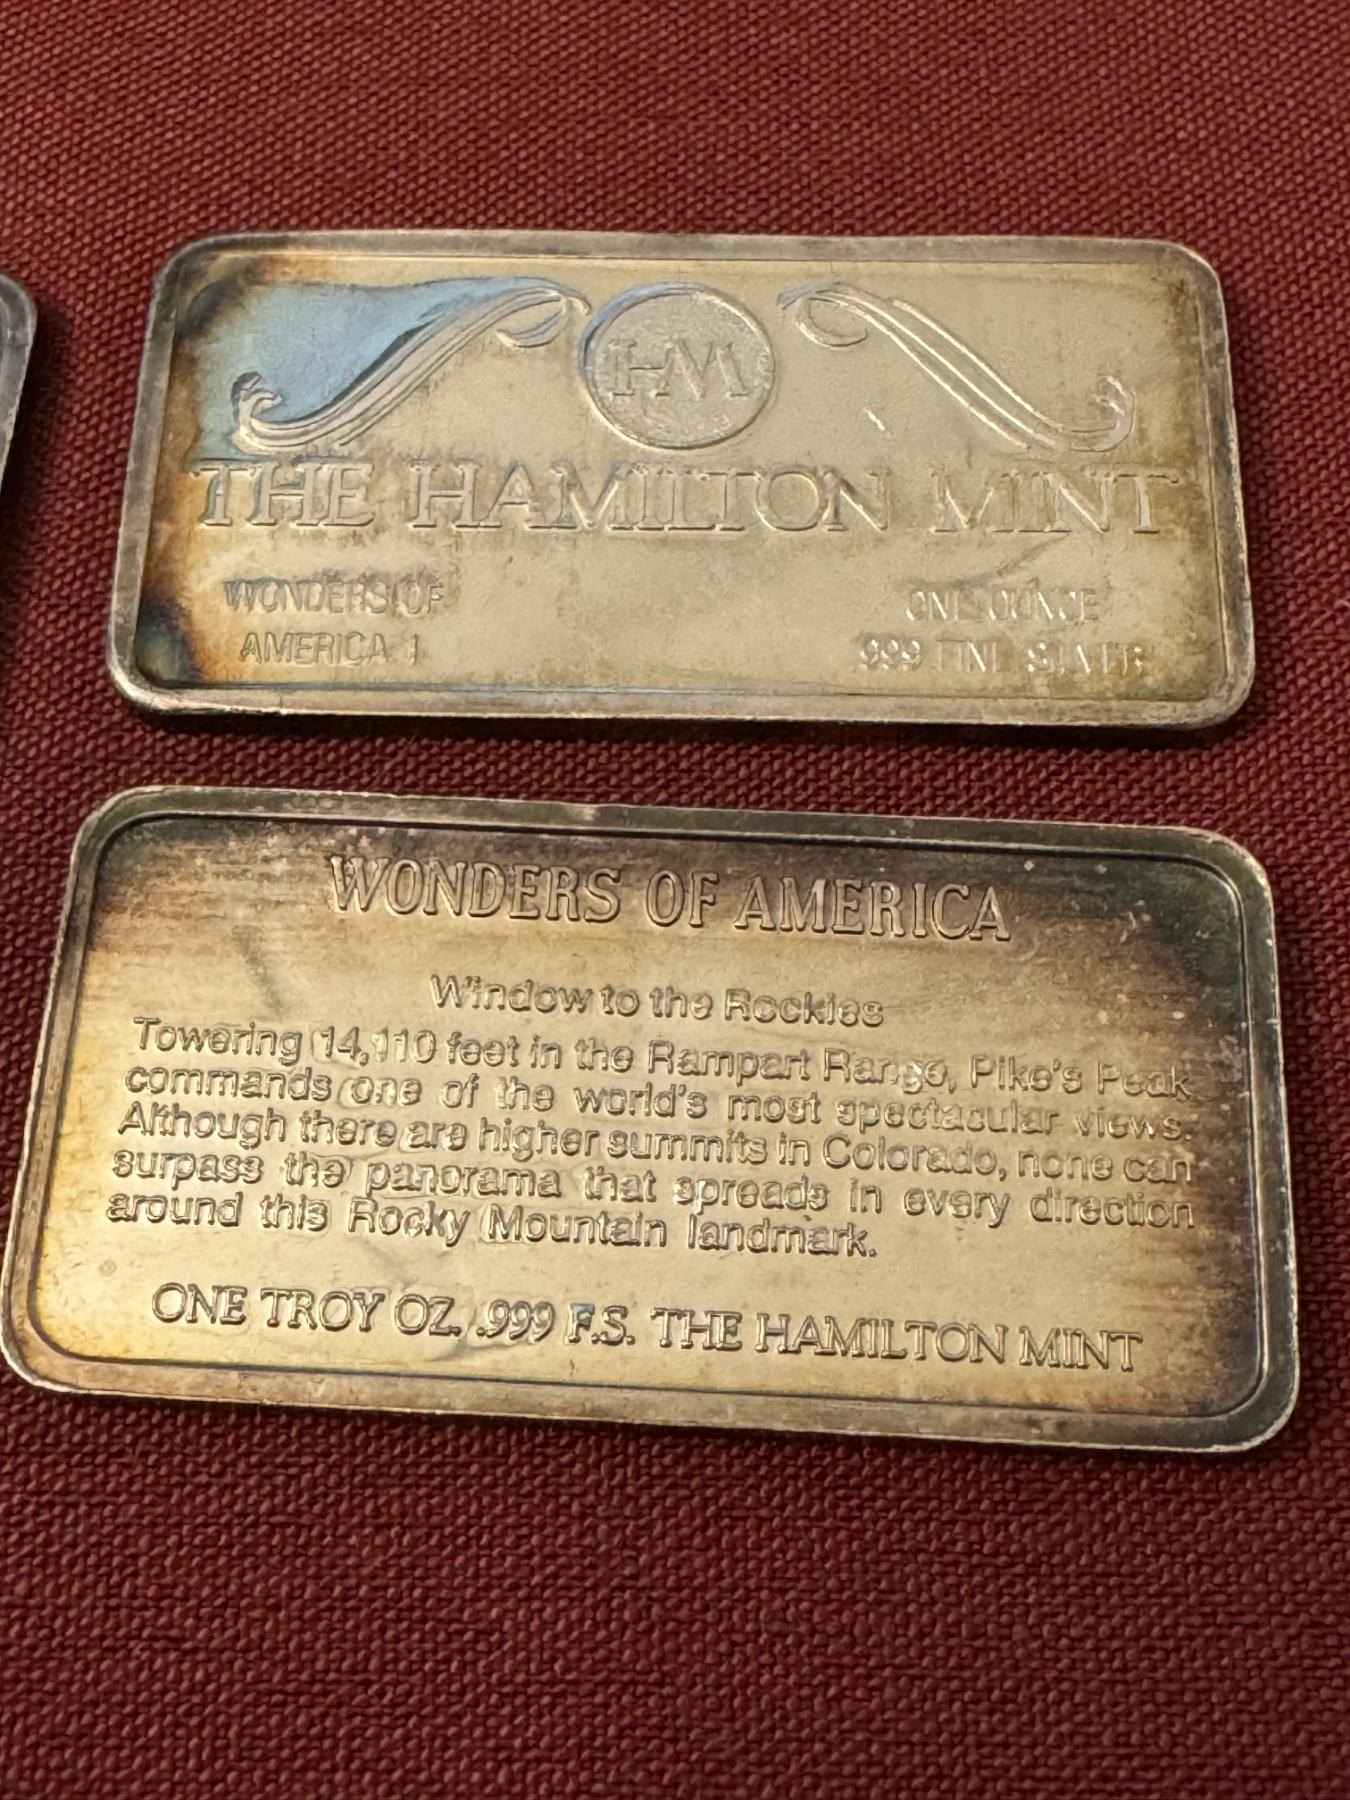 HM
THE HAMILTON MINT
WONDERS OF
AMERICA 1
ONE OUNCE
.999 FINE SILVER
WONDERS OF AMERICA
Window to the Rockies
Towering 14,110 feet in the Rampart Range, Pike's Peak
commands one of the world's most spectacular views.
Although there are higher summits in Colorado, none can
surpass the panorama that spreads in every direction
around this Rocky Mountain landmark.
ONE TROY OZ. .999 F.S. THE HAMILTON MINT